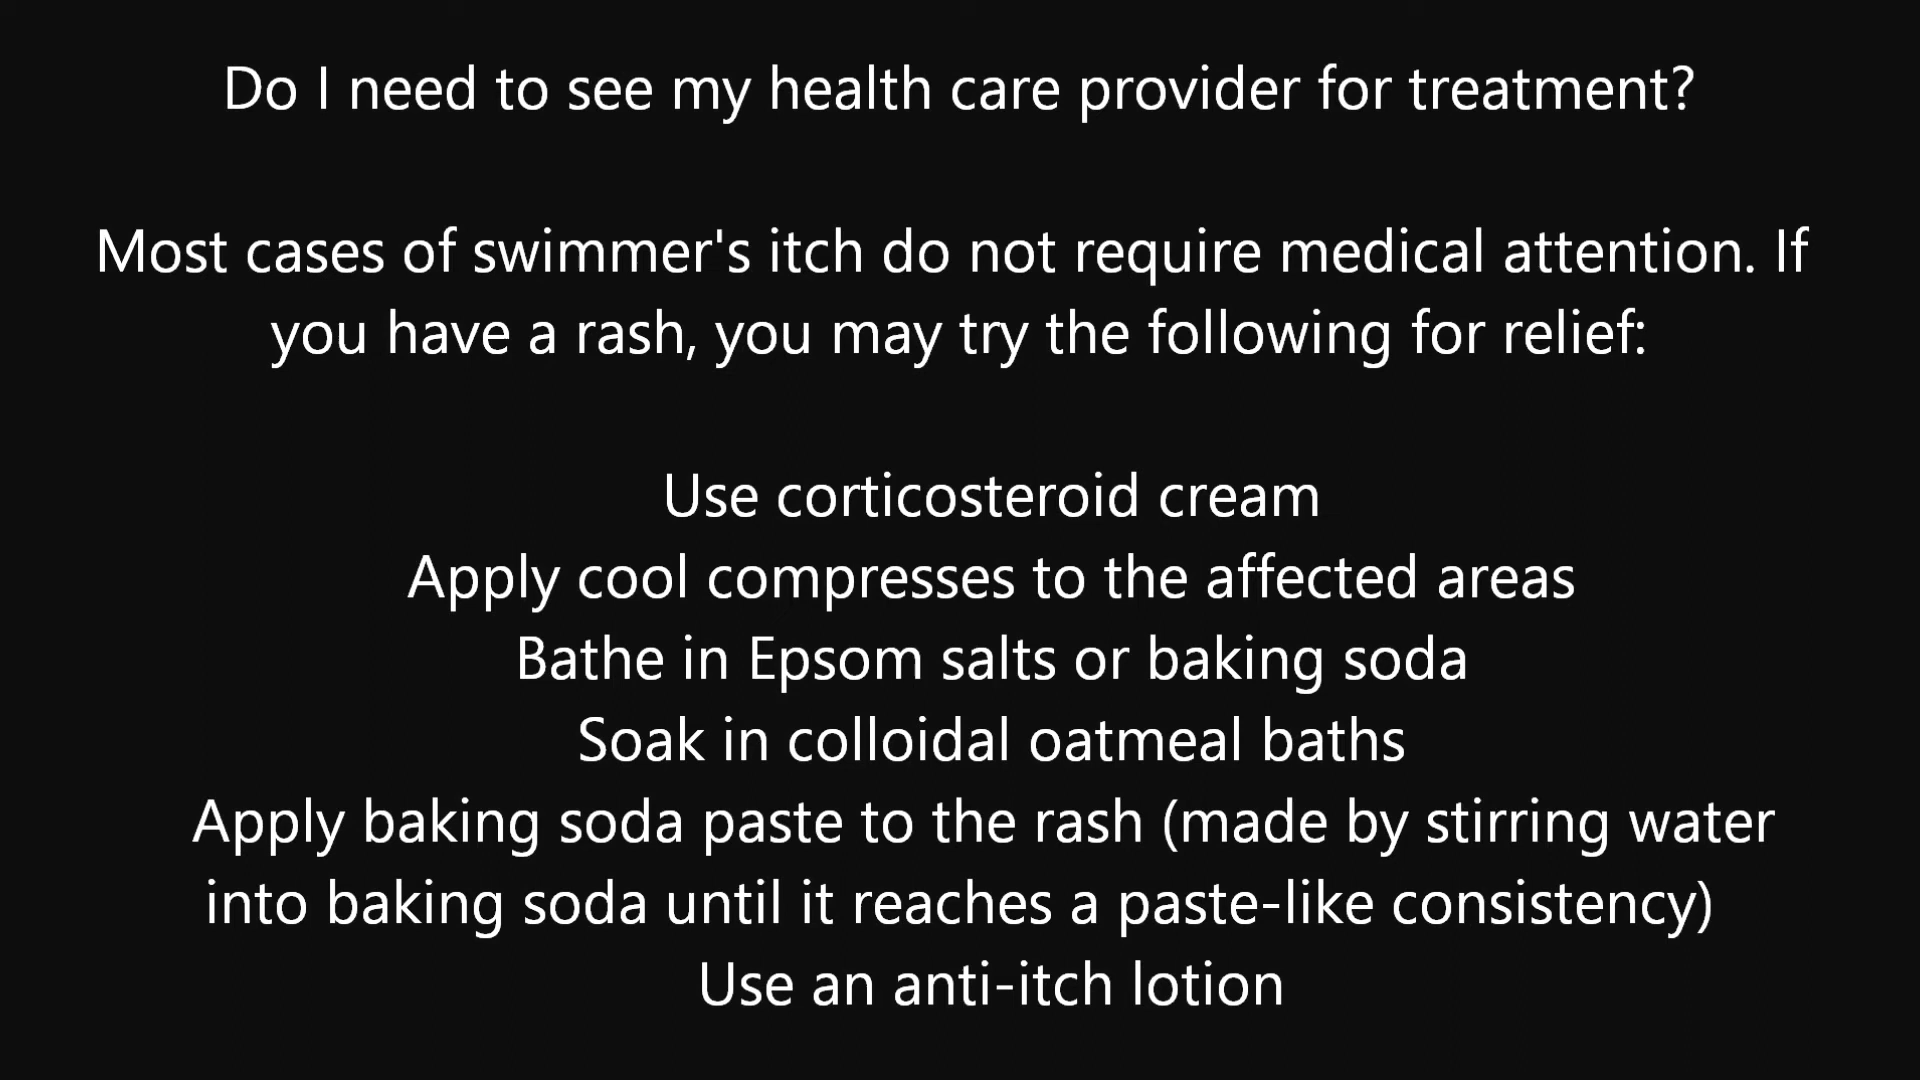 Do I need to see my health care provider for treatment?
Most cases of swimmer's itch do not require medical attention. If
you have a rash, you may try the following for relief:
Use corticosteroid cream
Apply cool compresses to the affected areas
Bathe in Epsom salts or baking soda
Soak in colloidal oatmeal baths
Apply baking soda paste to the rash (made by stirring water
into baking soda until it reaches a paste-like consistency)
Use an anti-itch lotion